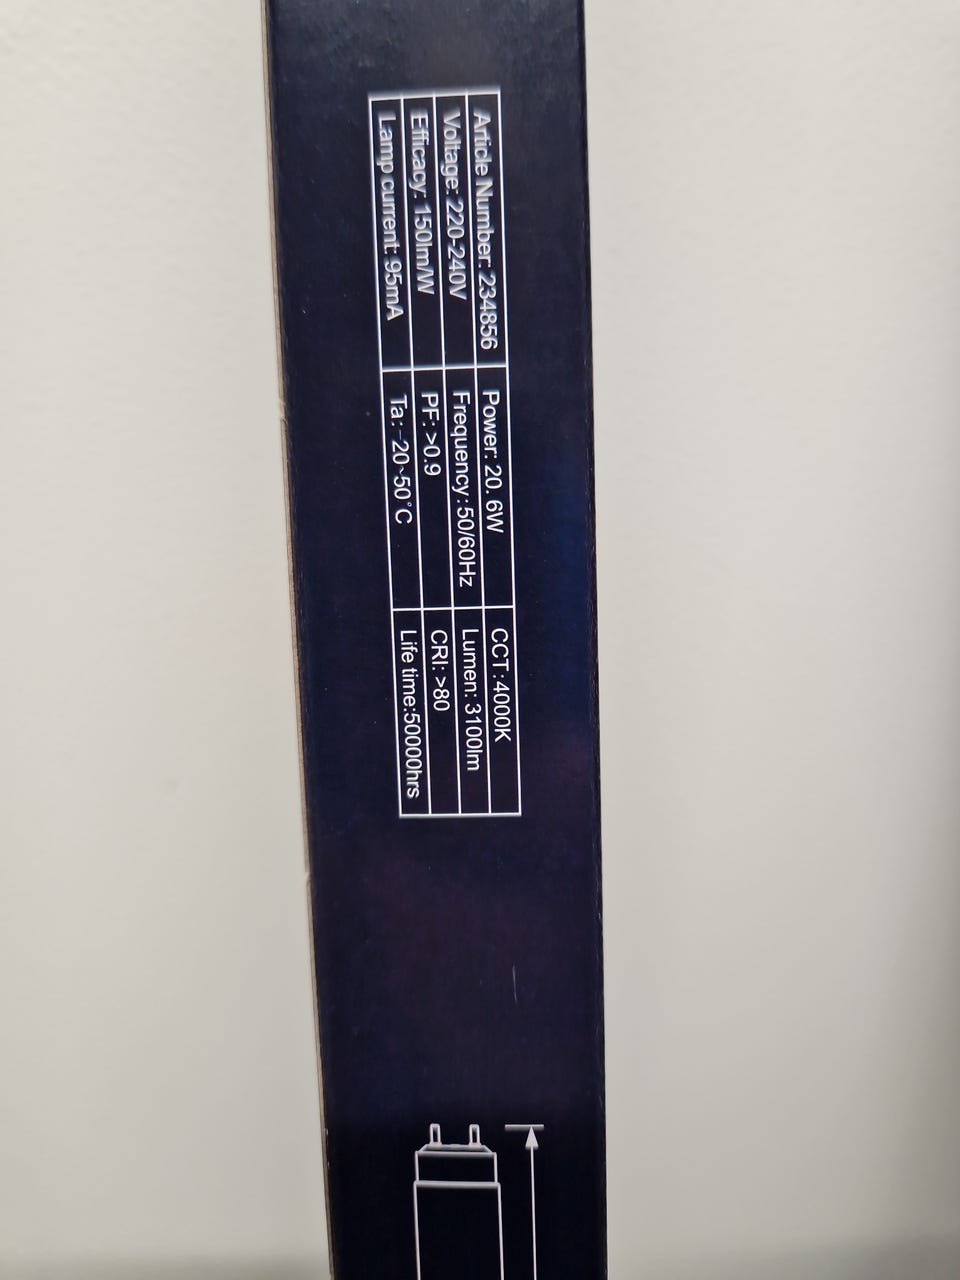 Article Number: 234856 Power: 20.6W CCT:4000K
Voltage: 220-240V Frequency:50/60Hz Lumen: 3100lm
Efficacy: 150lm/W PF: >0.9 CRI: >80
Lamp current: 95mA Ta:-20~50°C Life time:50000hrs